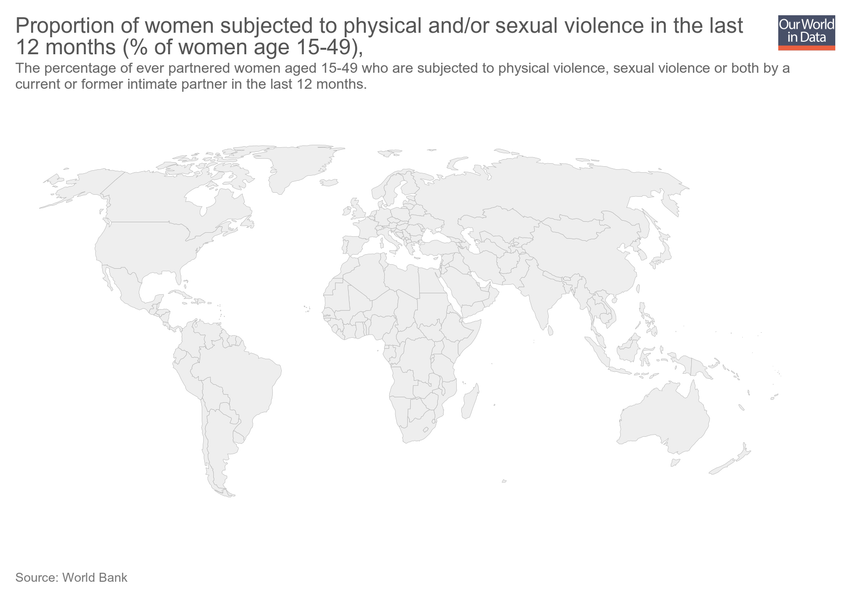 Proportion of women subjected to physical and/or sexual violence in the last
12 months (% of women age 15-49),
Our World
in Data
The percentage of ever partnered women aged 15-49 who are subjected to physical violence, sexual violence or both by a
current or former intimate partner in the last 12 months.
Source: World Bank